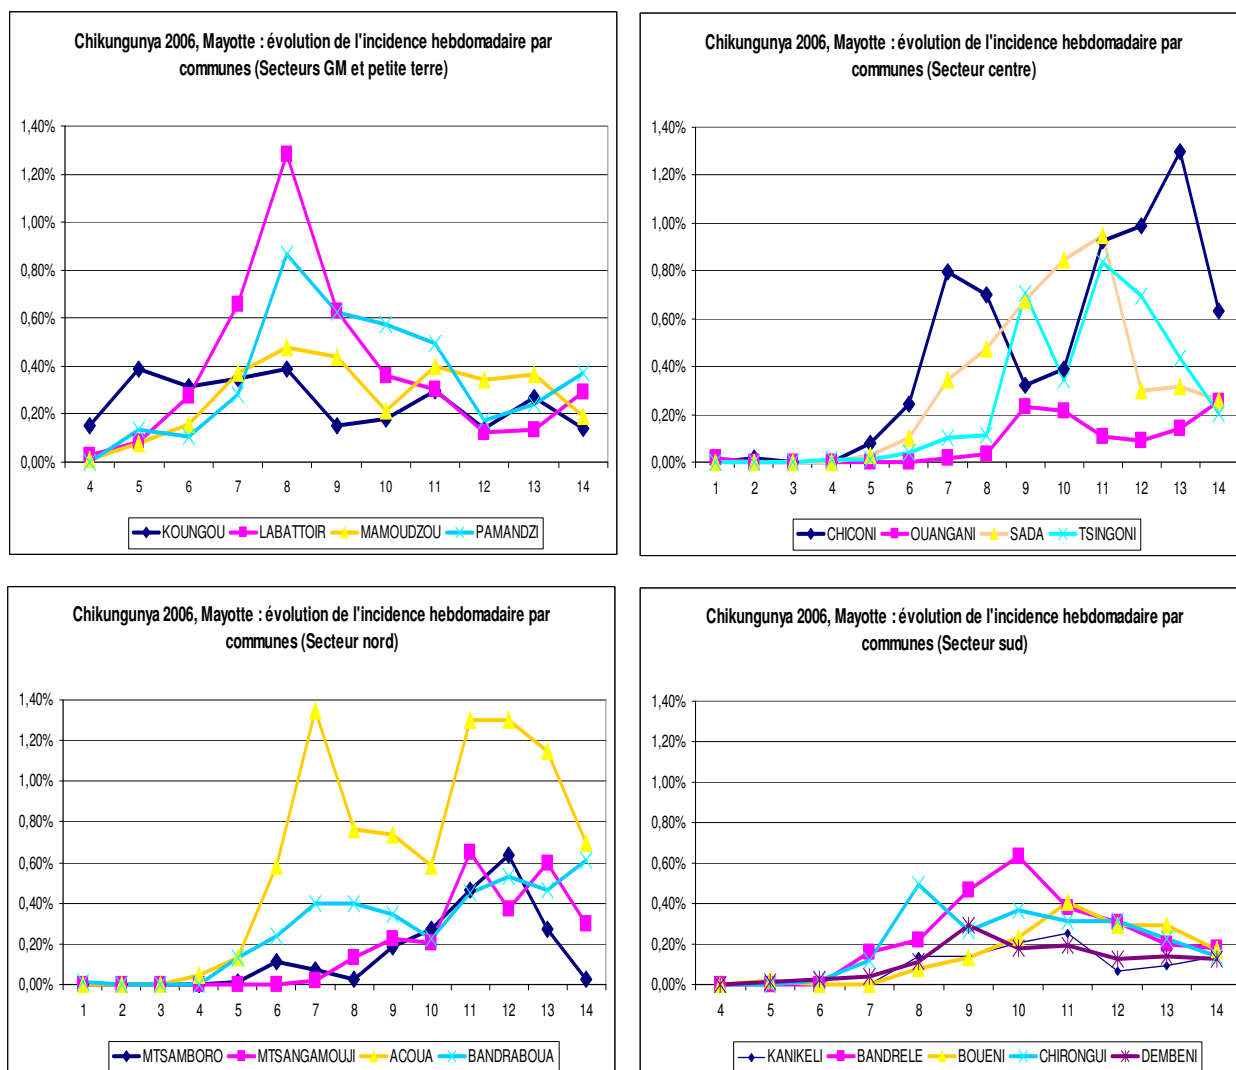 Chikungunya 2006, Mayotte : évolution de l'incidence hebdomadaire par
communes (Secteurs GM et petite terre)
1,40%
1,20%
1,00%
0,80%
0,60%
0,40%
0,20%
0,00%
4 5 6 7 8 9 10 11 12 13 14
KOUNGOU LABATTOIR MAMOUDZOU PAMANDZI
Chikungunya 2006, Mayotte : évolution de l'incidence hebdomadaire par
communes (Secteur centre)
1,40%
1,20%
1,00%
0,80%
0,60%
0,40%
0,20%
0,00%
1 2 3 4 5 6 7 8 9 10 11 12 13 14
CHICONI OUANGANI SADA TSINGONI
Chikungunya 2006, Mayotte : évolution de l'incidence hebdomadaire par
communes (Secteur nord)
1,40%
1,20%
1,00%
0,80%
0,60%
0,40%
0,20%
0,00%
1 2 3 4 5 6 7 8 9 10 11 12 13 14
MTSAMBORO MTSANGAMOUJI ACOUA BANDRABOUA
Chikungunya 2006, Mayotte : évolution de l'incidence hebdomadaire par
communes (Secteur sud)
1,40%
1,20%
1,00%
0,80%
0,60%
0,40%
0,20%
0,00%
4 5 6 7 8 9 10 11 12 13 14
KANIKELI BANDRELE BOUENI CHIRONGUI DEMBENI